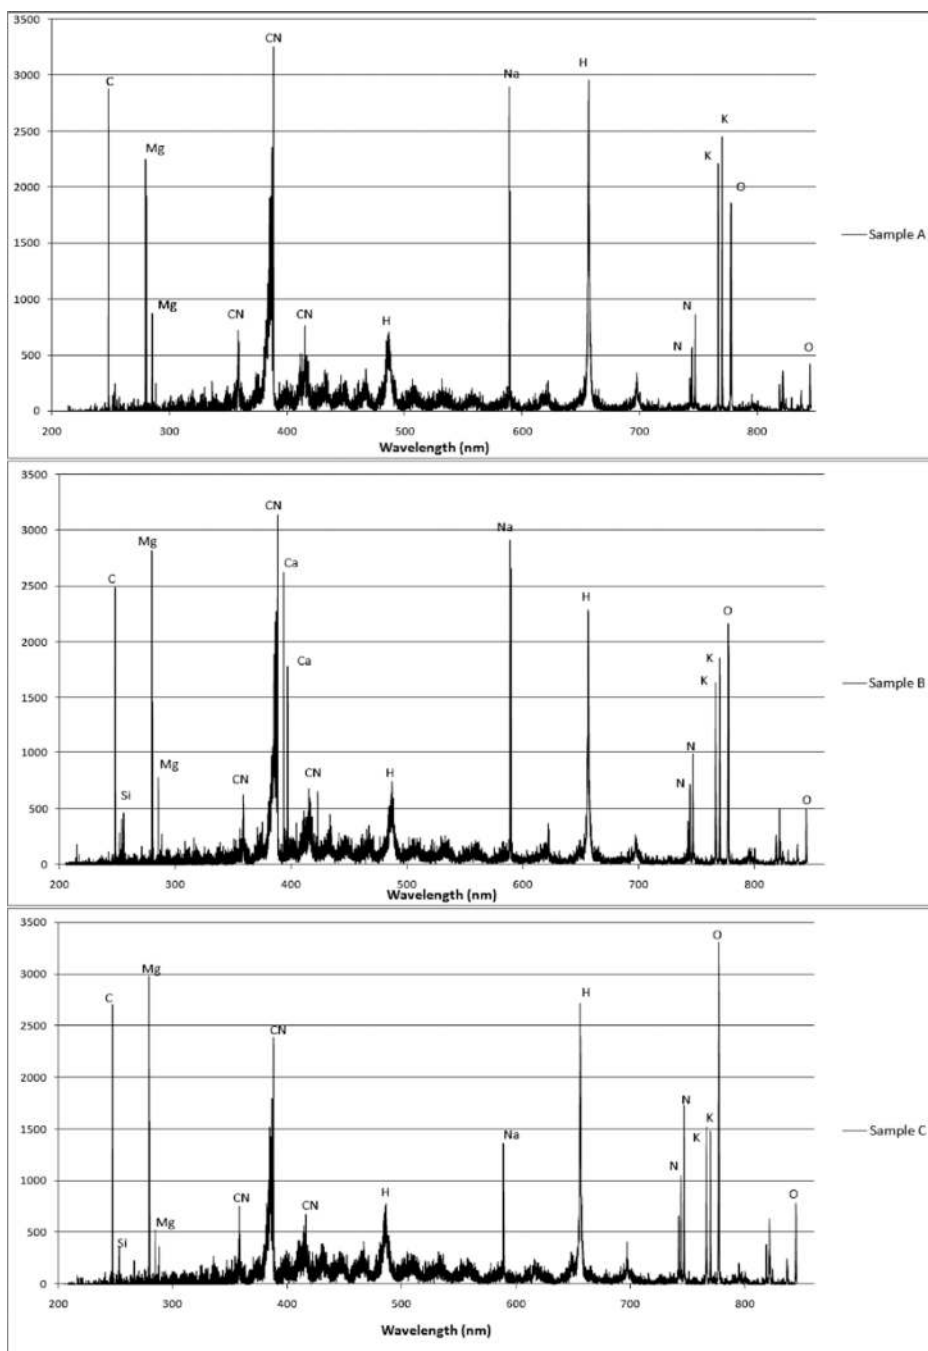 3500
CN
H
3000
C
Na
2500
K
Mg
K
2000
O
1500
Sample A
1000
Mg
CN
CN
H
N
N
500
O
0
200 300 400 500 600 700 800
Wavelength (nm)
3500
CN
3000
Mg
Na
Ca
2500
C
H
O
2000
Ca
K
K
1500
Sample B
1000
Mg
CN
CN
H
N
N
Si
500
O
0
200 300 400 500 600 700 800
Wavelength (nm)
3500
O
3000
Mg
C
H
2500
CN
2000
N
K
1500
Na
K
Sample C
N
1000
CN
CN
H
O
Mg
500
Si
0
200 300 400 500 600 700 800
Wavelength (nm)